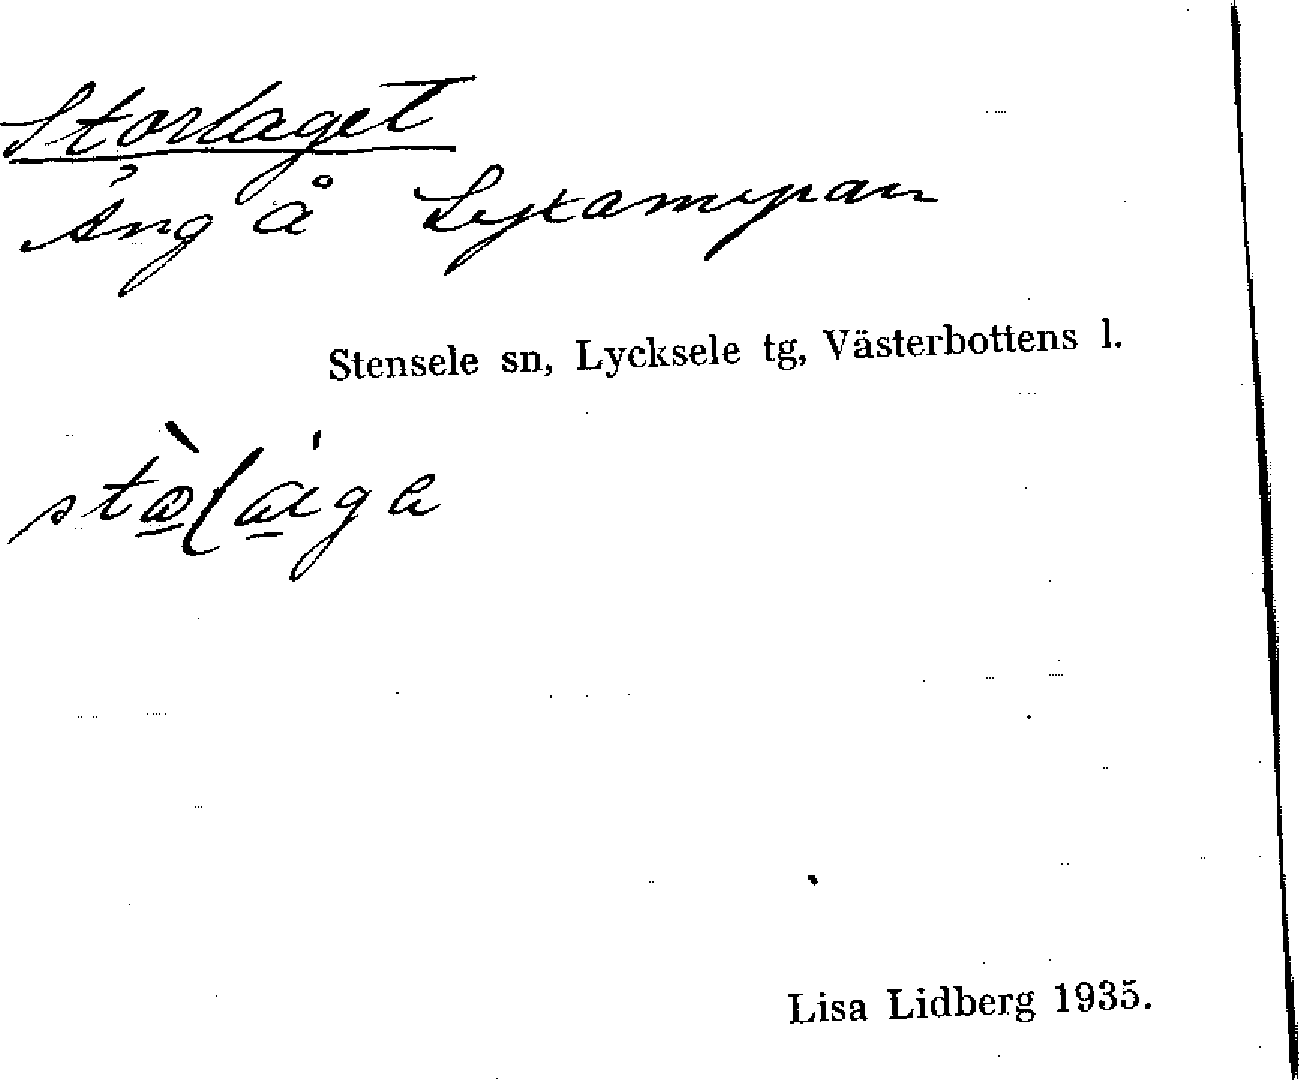 Storlaget
Äng å Lyxamyran
Stensele sn, Lycksele tg, Västerbottens l.
Lisa Lidberg 1935.